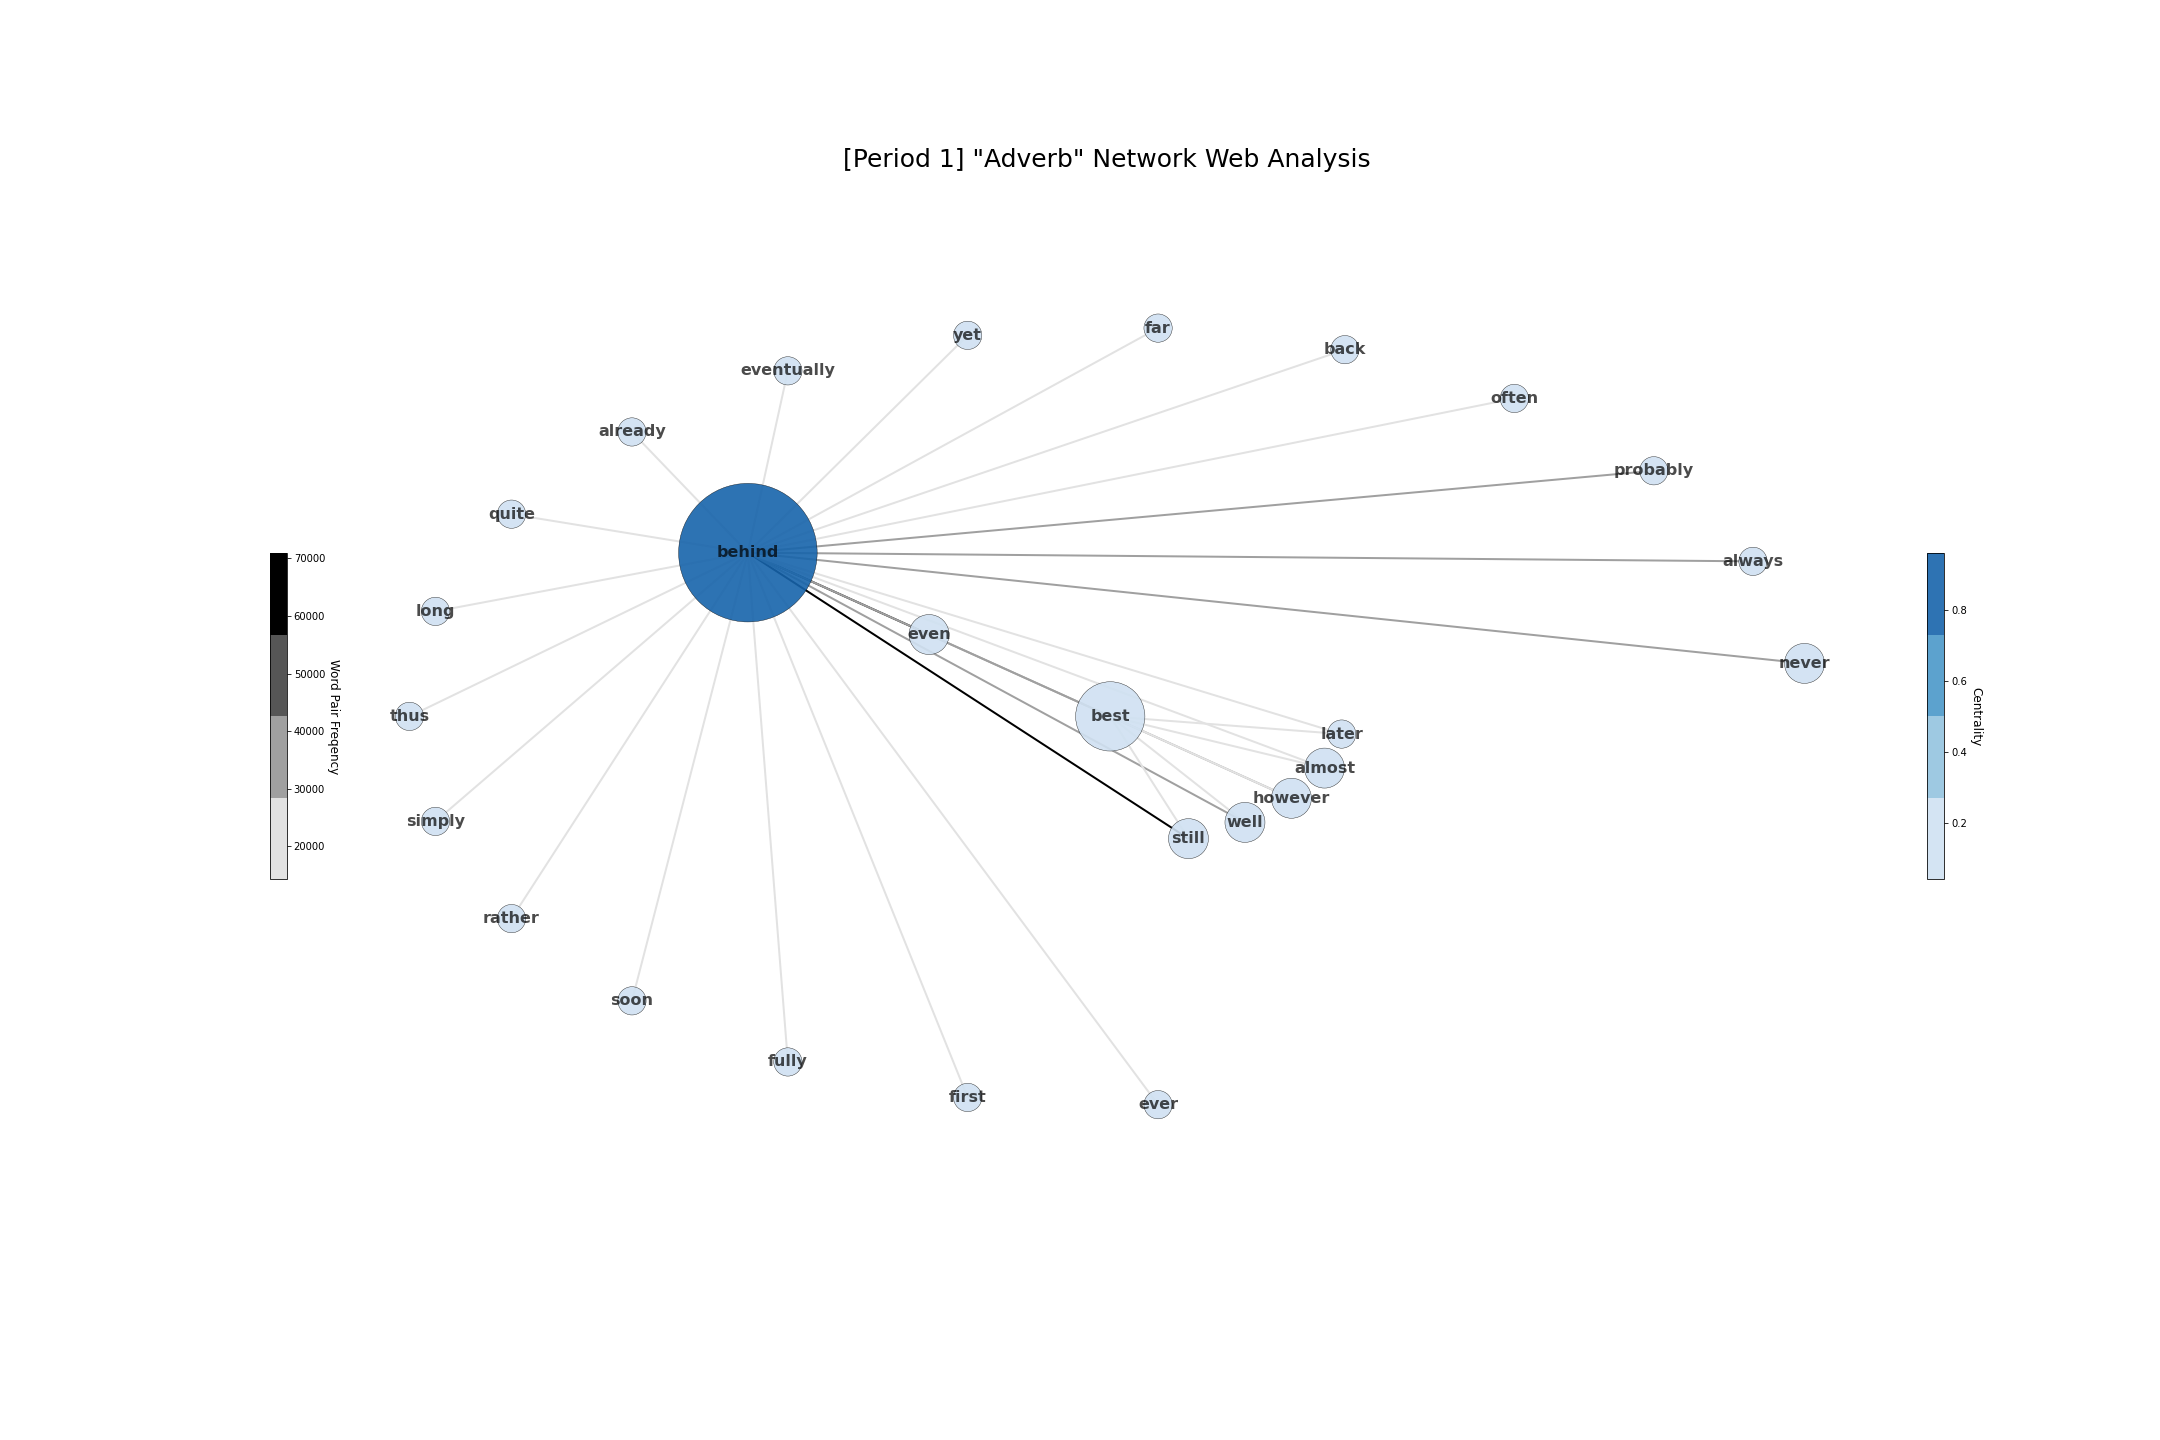 [Period 1] "Adverb" Network Web Analysis
yet
far
back
eventually
often
already
probably
quite
behind
always
long
even
never
thus
best
later
almost
however
simply
well
still
rather
soon
fully
first
ever
70000
60000
50000
40000
30000
20000
Word Pair Freqency
0.8
0.6
0.4
0.2
Centrality